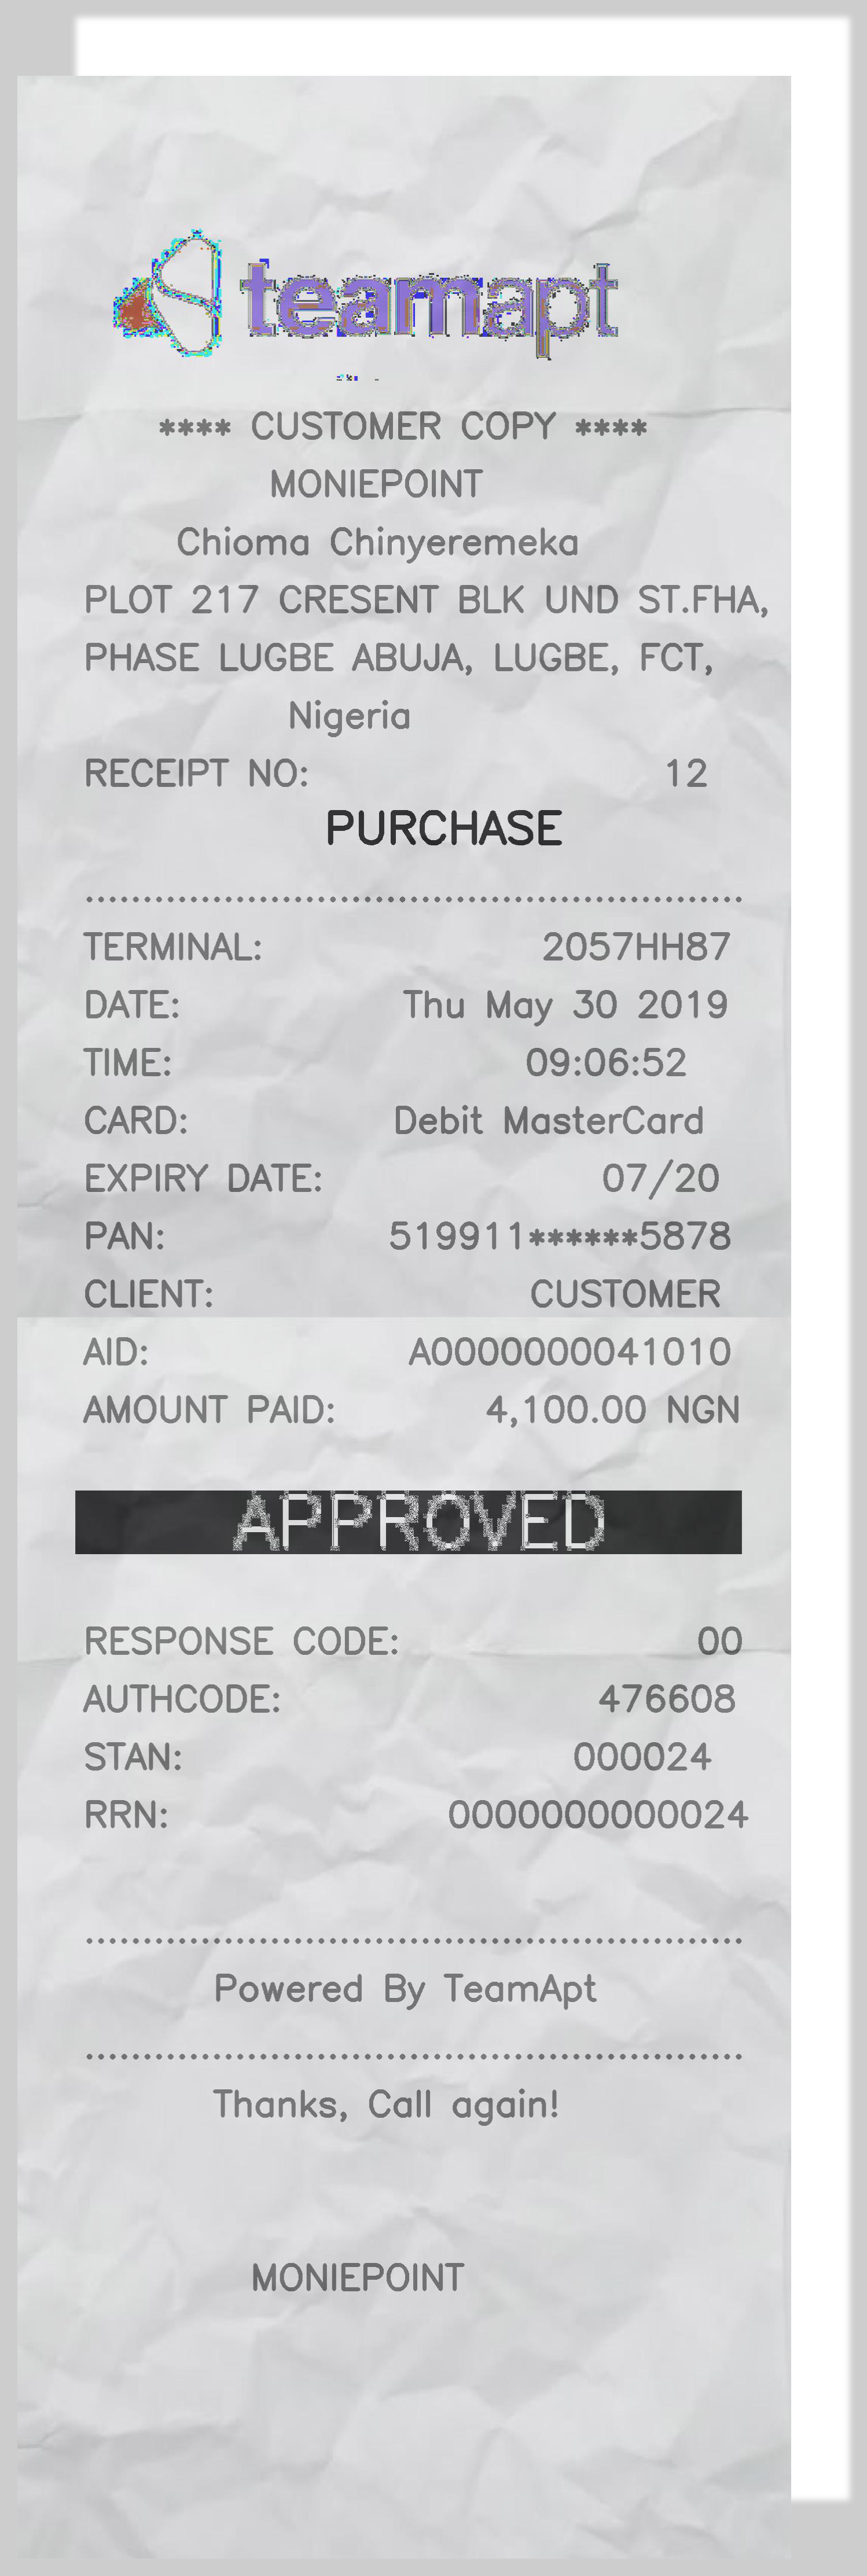 teamapt
**** CUSTOMER COPY ****
MONIEPOINT
Chioma Chinyeremeka
PLOT 217 CRESENT BLK UND ST.FHA,
PHASE LUGBE ABUJA, LUGBE, FCT,
Nigeria
RECEIPT NO: 12
PURCHASE
TERMINAL: 2057HH87
DATE: Thu May 30 2019
TIME: 09:06:52
CARD: Debit MasterCard
EXPIRY DATE: 07/20
PAN: 519911******5878
CLIENT: CUSTOMER
AID: A0000000041010
AMOUNT PAID: 4,100.00 NGN
APPROVED
RESPONSE CODE: 00
AUTHCODE: 476608
STAN: 000024
RRN: 0000000000024
Powered By TeamApt
Thanks, Call again!
MONIEPOINT